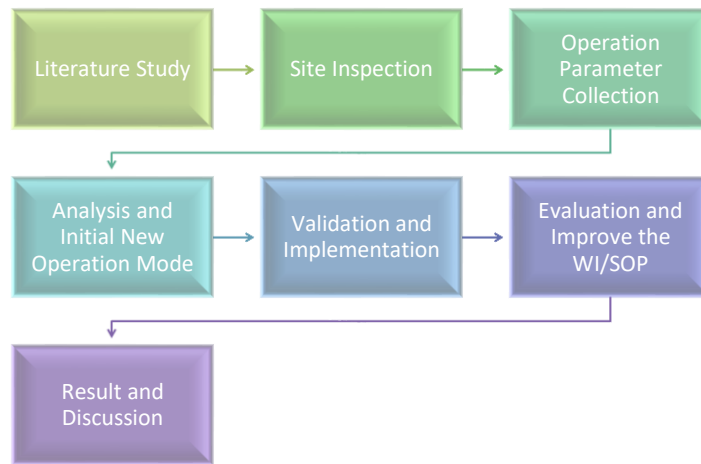 Literature Study
Site Inspection
Operation
Parameter
Collection
Analysis and
Initial New
Operation Mode
Validation and
Implementation
Evaluation and
Improve the
WI/SOP
Result and
Discussion